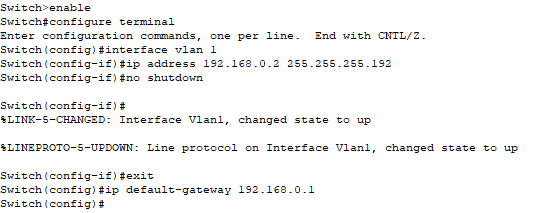 Switch>enable
Switch#configure terminal
Enter configuration commands, one per line.  End with CNTL/Z.
Switch(config)#interface vlan 1
Switch(config-if)#ip address 192.168.0.2 255.255.255.192
Switch(config-if)#no shutdown

Switch(config-if)#
%LINK-5-CHANGED: Interface Vlan1, changed state to up

%LINEPROTO-5-UPDOWN: Line protocol on Interface Vlan1, changed state to up

Switch(config-if)#exit
Switch(config)#ip default-gateway 192.168.0.1
Switch(config)#